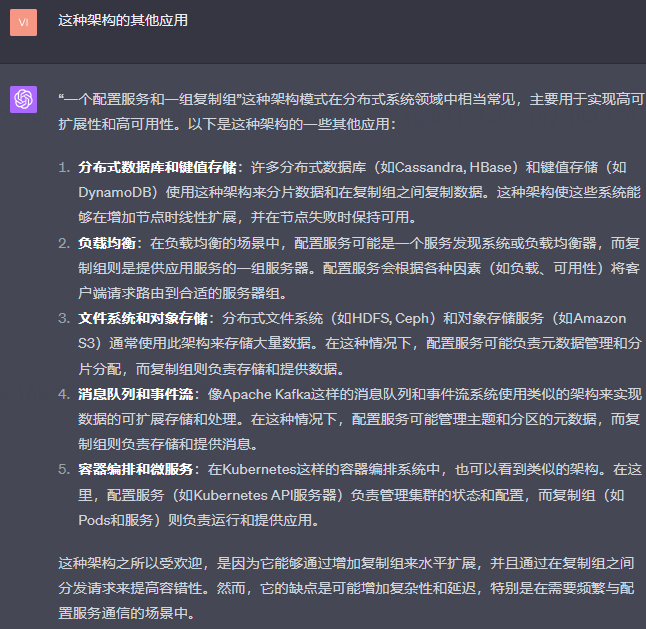 VI
这种架构的其他应用
“一个配置服务和一组复制组”这种架构模式在分布式系统领域中相当常见，主要用于实现高可
扩展性和高可用性。以下是这种架构的一些其他应用：
1. 分布式数据库和键值存储：许多分布式数据库（如Cassandra, HBase）和键值存储（如
DynamoDB）使用这种架构来分片数据和在复制组之间复制数据。这种架构使这些系统能
够在增加节点时线性扩展，并在节点失败时保持可用。
2. 负载均衡：在负载均衡的场景中，配置服务可能是一个服务发现系统或负载均衡器，而复
制组则是提供应用服务的一组服务器。配置服务会根据各种因素（如负载、可用性）将客
户端请求路由到合适的服务器组。
3. 文件系统和对象存储：分布式文件系统（如HDFS, Ceph）和对象存储服务（如Amazon
S3）通常使用此架构来存储大量数据。在这种情况下，配置服务可能负责元数据管理和分
片分配，而复制组则负责存储和提供数据。
4. 消息队列和事件流：像Apache Kafka这样的消息队列和事件流系统使用类似的架构来实现
数据的可扩展存储和处理。在这种情况下，配置服务可能管理主题和分区的元数据，而复
制组则负责存储和提供消息。
5. 容器编排和微服务：在Kubernetes这样的容器编排系统中，也可以看到类似的架构。在这
里，配置服务（如Kubernetes API服务器）负责管理集群的状态和配置，而复制组（如
Pods和服务）则负责运行和提供应用。
这种架构之所以受欢迎，是因为它能够通过增加复制组来水平扩展，并且通过在复制组之间
分发请求来提高容错性。然而，它的缺点是可能增加复杂性和延迟，特别是在需要频繁与配
置服务通信的场景中。